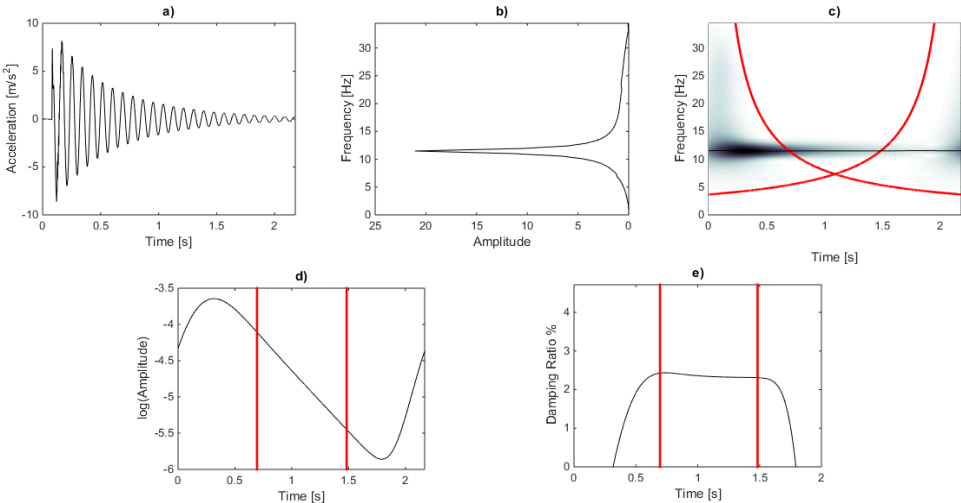 a)
Acceleration [m/s²]
10
5
0
-5
-10
0 0.5 1 1.5 2
Time [s]
b)
Frequency [Hz]
30
25
20
15
10
5
0
25 20 15 10 5 0
Amplitude
c)
Frequency [Hz]
30
25
20
15
10
5
0
0 0.5 1 1.5 2
Time [s]
d)
log(Amplitude)
-3.5
-4
-4.5
-5
-5.5
-6
0 0.5 1 1.5 2
Time [s]
e)
Damping Ratio %
4
3
2
1
0
0 0.5 1 1.5 2
Time [s]